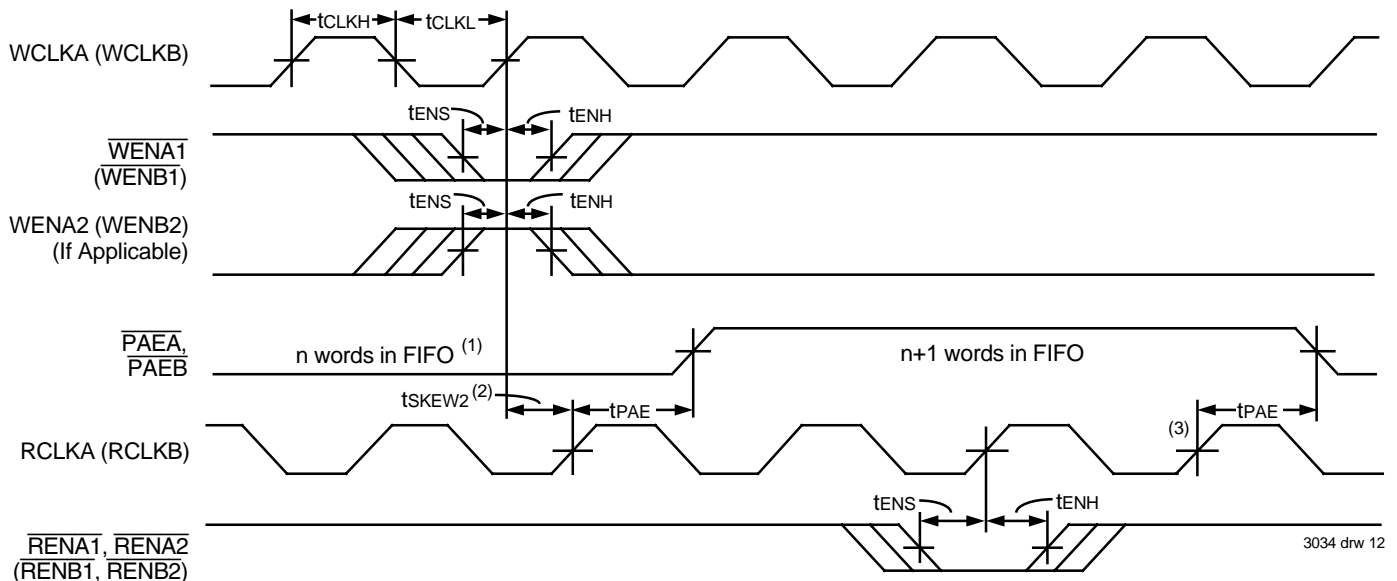 tCLKH tCLKL
WCLKA (WCLKB)
tENS tENH
WENA1
(WENB1)
tENS tENH
WENA2 (WENB2)
(If Applicable)
PAEA,
PAEB
n words in FIFO (1)
n+1 words in FIFO
tSKEW2 (2)
tPAE
(3)
tPAE
RCLKA (RCLKB)
tENS tENH
RENA1, RENA2
(RENB1, RENB2)
3034 drw 12